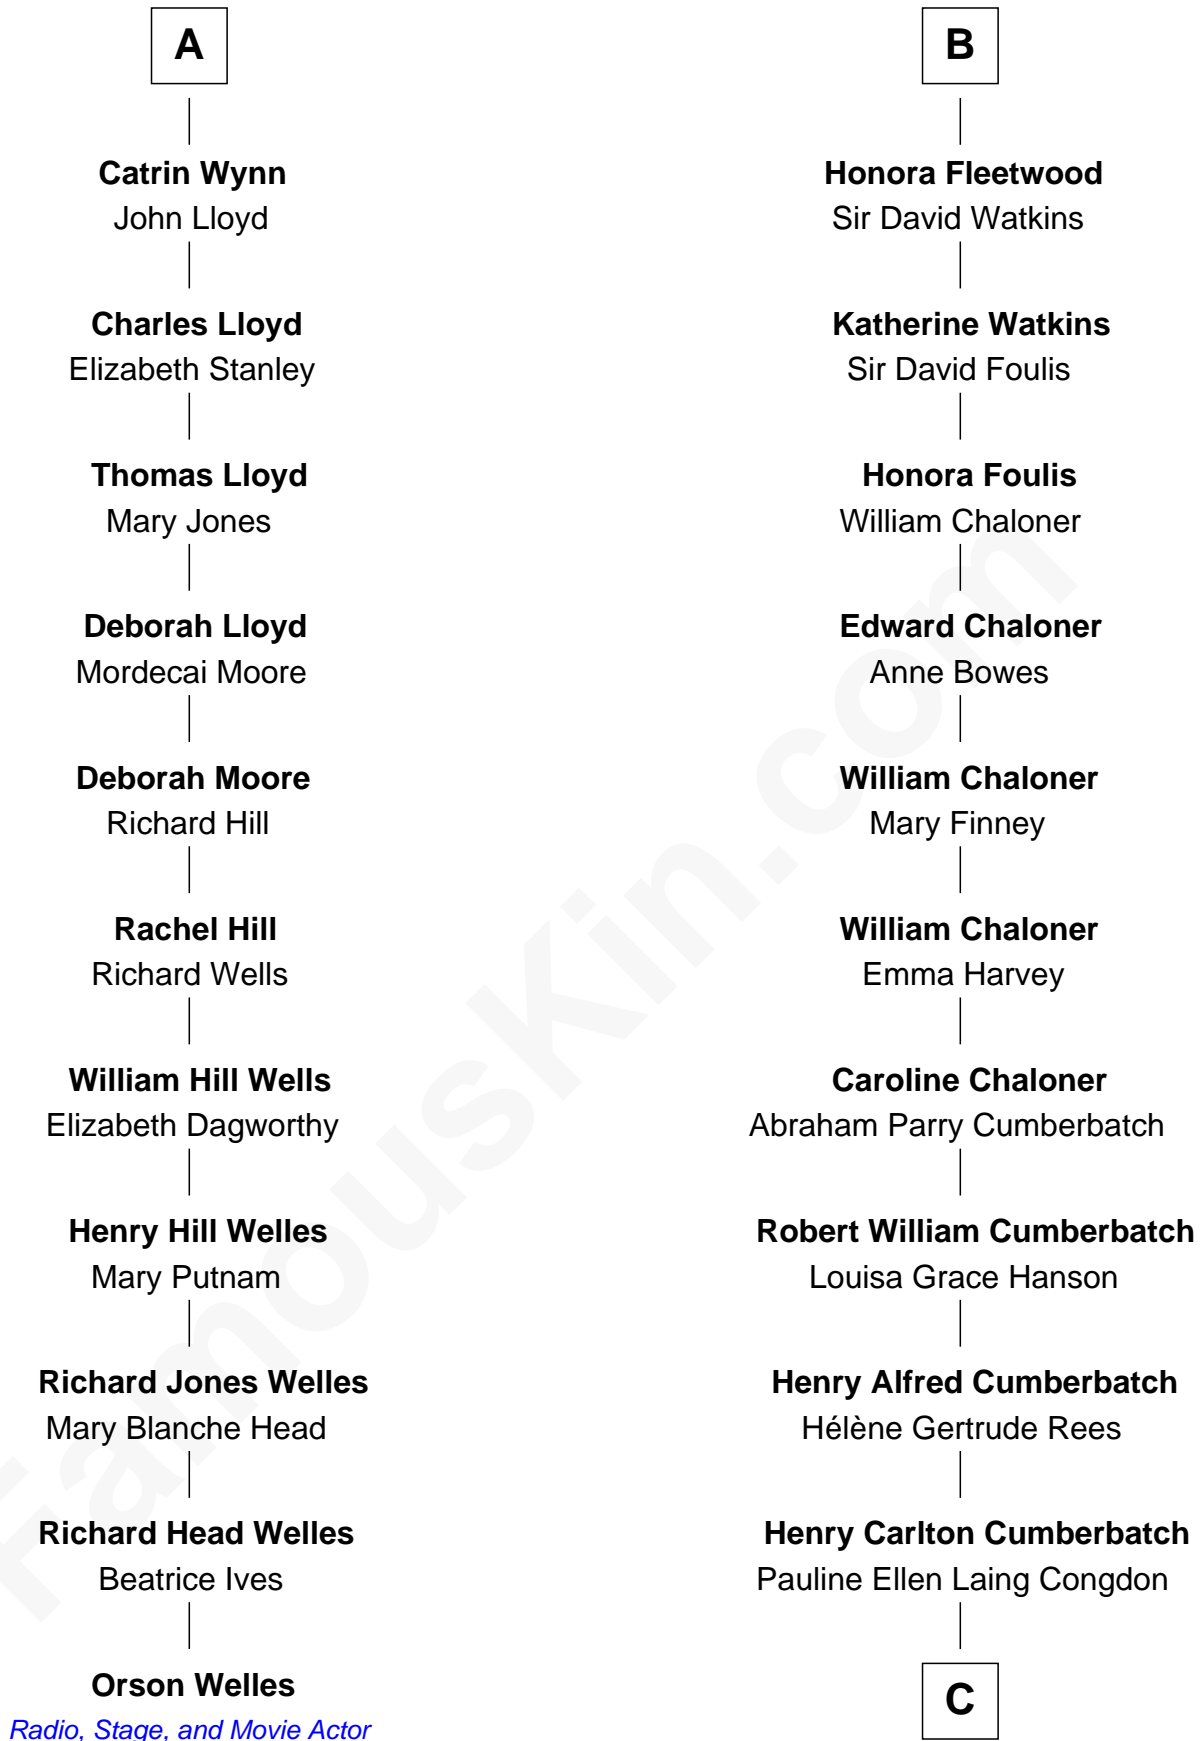 A
Catrin Wynn
John Lloyd
Charles Lloyd
Elizabeth Stanley
Thomas Lloyd
Mary Jones
Deborah Lloyd
Mordecai Moore
Deborah Moore
Richard Hill
Rachel Hill
Richard Wells
William Hill Wells
Elizabeth Dagworthy
Henry Hill Welles
Mary Putnam
Richard Jones Welles
Mary Blanche Head
Richard Head Welles
Beatrice Ives
Orson Welles
Radio, Stage, and Movie Actor
B
Honora Fleetwood
Sir David Watkins
Katherine Watkins
Sir David Foulis
Honora Foulis
William Chaloner
Edward Chaloner
Anne Bowes
William Chaloner
Mary Finney
William Chaloner
Emma Harvey
Caroline Chaloner
Abraham Parry Cumberbatch
Robert William Cumberbatch
Louisa Grace Hanson
Henry Alfred Cumberbatch
Hélène Gertrude Rees
Henry Carlton Cumberbatch
Pauline Ellen Laing Congdon
C
FamousKin.com